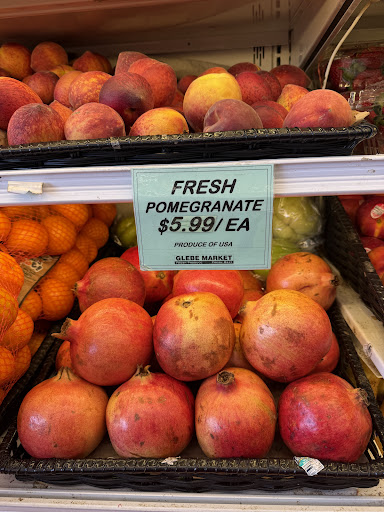 FRESH
POMEGRANATE
$5.99/EA
PRODUCE OF USA
GLEBE MARKET